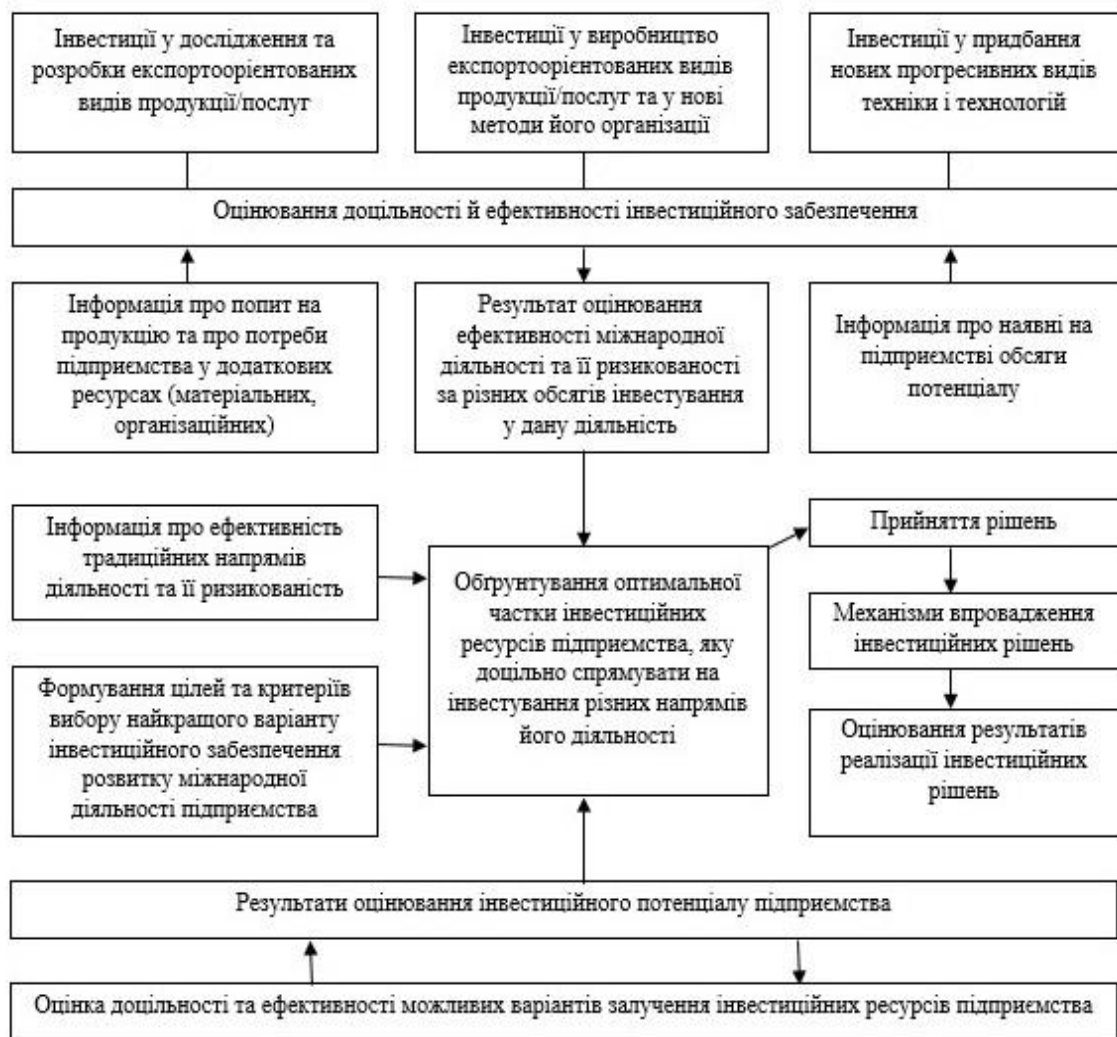 Інвестиції у дослідження та
розробки експортоорієнтованих
видів продукції/послуг
Інвестиції у виробництво
експортоорієнтованих видів
продукції/послуг та у нові
методи його організації
Інвестиції у придбання
нових прогресивних видів
техніки і технологій
Оцінювання доцільності й ефективності інвестиційного забезпечення
Інформація про попит на
продукцію та про потреби
підприємства у додаткових
ресурсах (матеріальних,
організаційних)
Результат оцінювання
ефективності міжнародної
діяльності та її ризикованості
за різних обсягів інвестування
у дану діяльність
Інформація про наявні на
підприємстві обсяги
потенціалу
Інформація про ефективність
традиційних напрямів
діяльності та її ризикованість
Формування цілей та критеріїв
вибору найкращого варіанту
інвестиційного забезпечення
розвитку міжнародної
діяльності підприємства
Обґрунтування оптимальної
частки інвестиційних
ресурсів підприємства, яку
доцільно спрямувати на
інвестування різних напрямів
його діяльності
Прийняття рішень
Механізми впровадження
інвестиційних рішень
Оцінювання результатів
реалізації інвестиційних
рішень
Результати оцінювання інвестиційного потенціалу підприємства
Оцінка доцільності та ефективності можливих варіантів залучення інвестиційних ресурсів підприємства